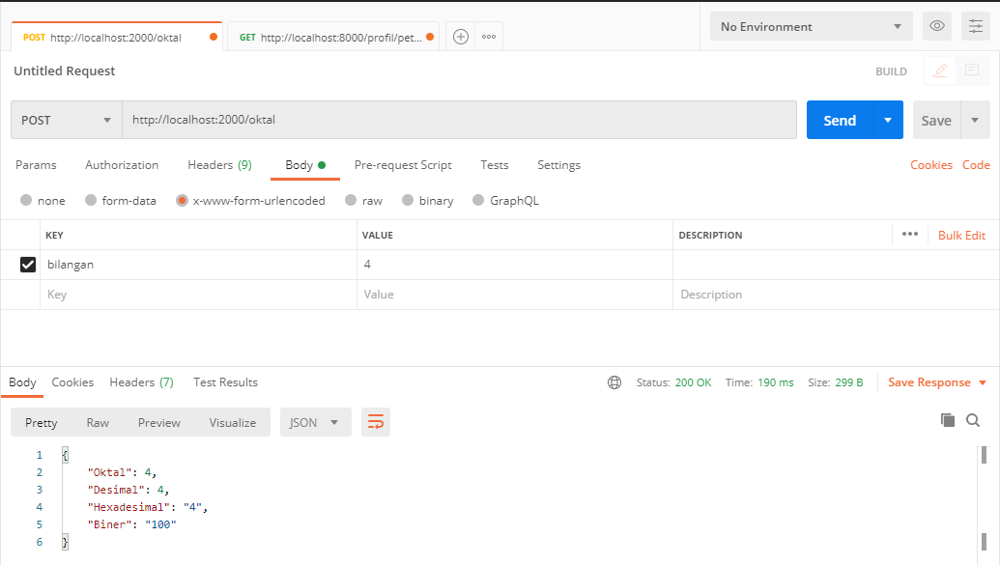 POST http://localhost:2000/oktal GET http://localhost:8000/profil/pet... No Environment
Untitled Request BUILD
POST http://localhost:2000/oktal Send Save
Params Authorization Headers (9) Body Pre-request Script Tests Settings Cookies Code
none form-data x-www-form-urlencoded raw binary GraphQL
KEY VALUE DESCRIPTION Bulk Edit
bilangan 4
Key Value Description
Body Cookies Headers (7) Test Results Status: 200 OK Time: 190 ms Size: 299 B Save Response
Pretty Raw Preview Visualize JSON
1 {
2 "Oktal": 4,
3 "Desimal": 4,
4 "Hexadesimal": "4",
5 "Biner": "100"
6 }